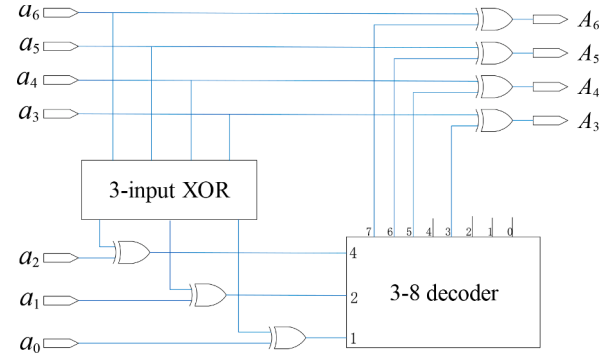 a6 A6
a5 A5
a4 A4
a3 A3
3-input XOR
7 6 5 4 3 2 1 0
a2 4
3-8 decoder
a1 2
a0 1